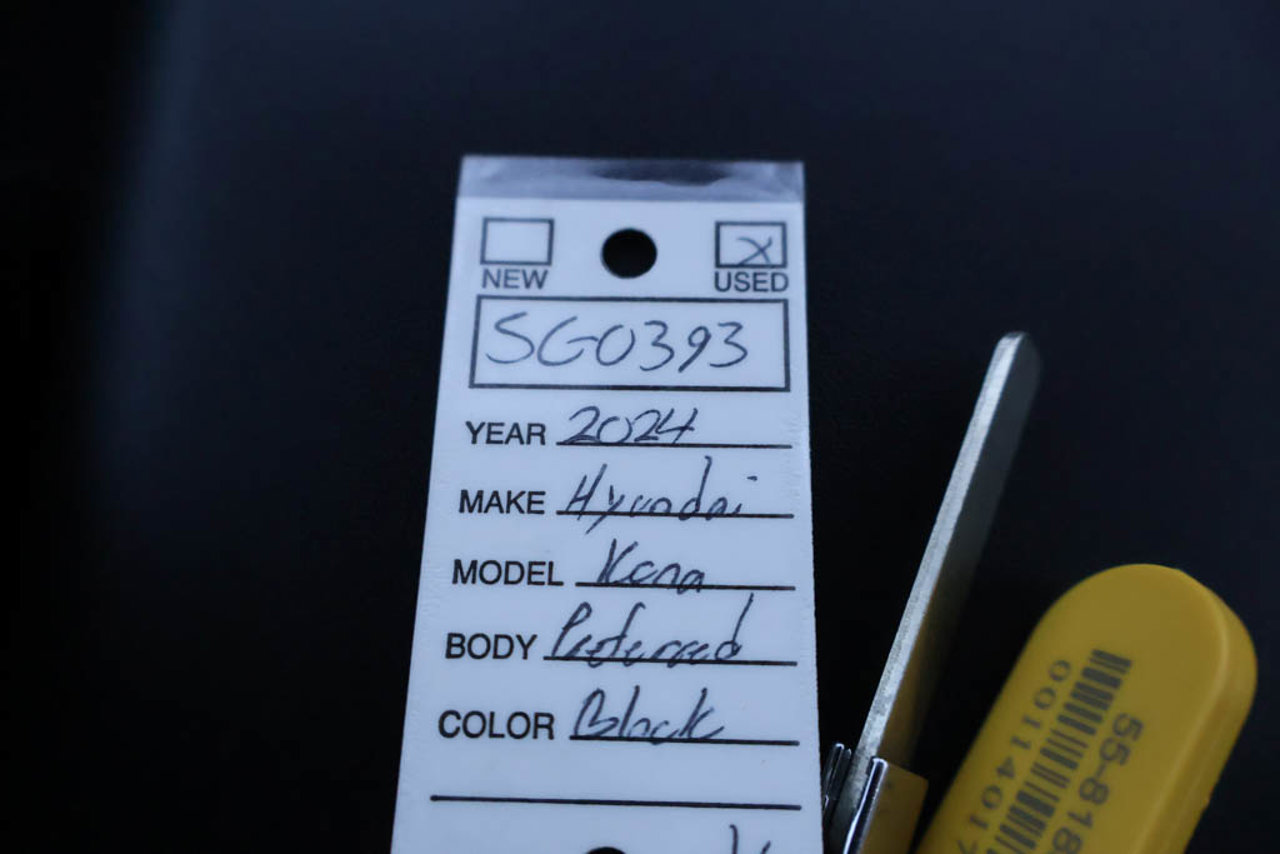 NEW USED
SG0393
YEAR 2024
MAKE Hyundai
MODEL Kona
BODY Preferred
COLOR Black
55-818
0011401